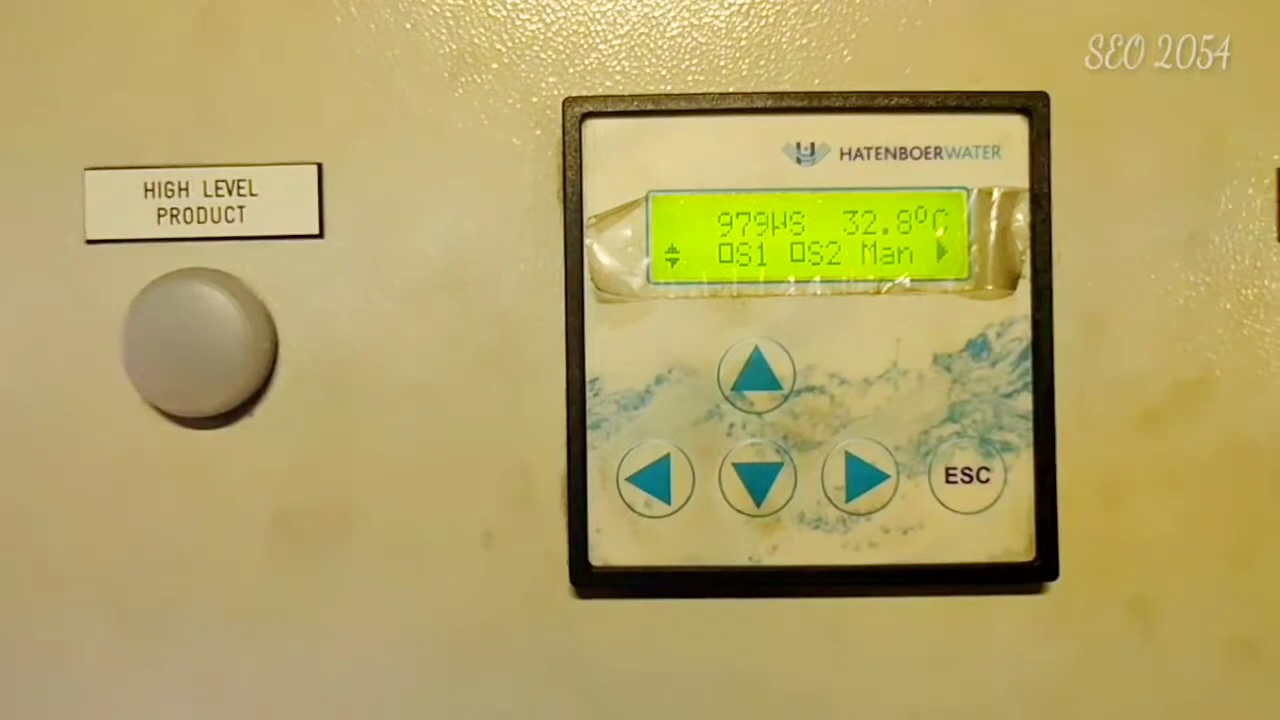 SEO 2054
HIGH LEVEL
PRODUCT
HATENBOERWATER
979µS 32.8°C
S1 S2 Man
ESC